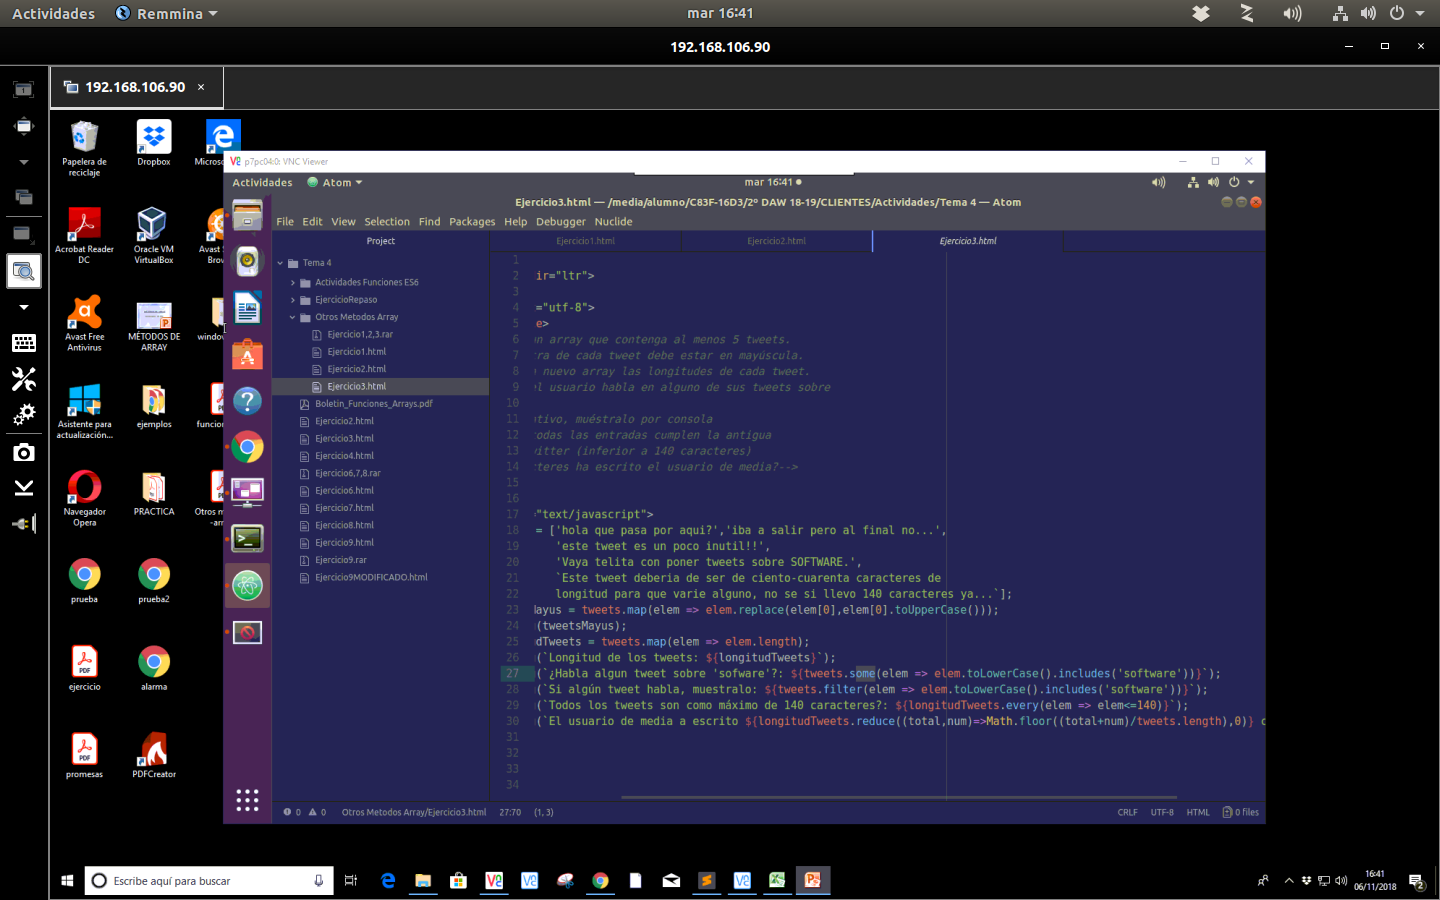 Actividades Remmina mar 16:41
192.168.106.90
192.168.106.90 ×
Papelera de reciclaje
Dropbox
Micros
Acrobat Reader DC
Oracle VM VirtualBox
Avast
Brow
Avast Free Antivirus
MÉTODOS DE ARRAY
window
Asistente para actualización...
ejemplos
funcion
Navegador Opera
PRACTICA
Otros m
-arr
prueba
prueba2
ejercicio
alarma
promesas
PDFCreator
p7pc04:0: VNC Viewer
Actividades Atom mar 16:41
Ejercicio3.html — /media/alumno/C83F-16D3/2º DAW 18-19/CLIENTES/Actividades/Tema 4 — Atom
File Edit View Selection Find Packages Help Debugger Nuclide
Project
Ejercicio1.html Ejercicio2.html Ejercicio3.html
Tema 4
Actividades Funciones ES6
EjercicioRepaso
Otros Metodos Array
Ejercicio1,2,3.rar
Ejercicio1.html
Ejercicio2.html
Ejercicio3.html
Boletin_Funciones_Arrays.pdf
Ejercicio2.html
Ejercicio3.html
Ejercicio4.html
Ejercicio6,7,8.rar
Ejercicio6.html
Ejercicio7.html
Ejercicio8.html
Ejercicio9.html
Ejercicio9.rar
Ejercicio9MODIFICADO.html
1
2 ir="ltr">
3
4 ="utf-8">
5 e>
6 un array que contenga al menos 5 tweets.
7 tra de cada tweet debe estar en mayúscula.
8 n nuevo array las longitudes de cada tweet.
9 el usuario habla en alguno de sus tweets sobre
10
11 ativo, muéstralo por consola
12 todas las entradas cumplen la antigua
13 witter (inferior a 140 caracteres)
14 cteres ha escrito el usuario de media?-->
15
16
17 ="text/javascript">
18 = ['hola que pasa por aqui?','iba a salir pero al final no...',
19 'este tweet es un poco inutil!!',
20 'Vaya telita con poner tweets sobre SOFTWARE.',
21 `Este tweet deberia de ser de ciento-cuarenta caracteres de
22 longitud para que varie alguno, no se si llevo 140 caracteres ya...`];
23 Mayus = tweets.map(elem => elem.replace(elem[0],elem[0].toUpperCase()));
24 (tweetsMayus);
25 dTweets = tweets.map(elem => elem.length);
26 (`Longitud de los tweets: ${longitudTweets}`);
27 (`¿Habla algun tweet sobre 'sofware'?: ${tweets.some(elem => elem.toLowerCase().includes('software'))}`);
28 (`Si algún tweet habla, muestralo: ${tweets.filter(elem => elem.toLowerCase().includes('software'))}`);
29 (`Todos los tweets son como máximo de 140 caracteres?: ${longitudTweets.every(elem => elem<=140)}`);
30 (`El usuario de media a escrito ${longitudTweets.reduce((total,num)=>Math.floor((total+num)/tweets.length),0)} c
31
32
33
34
0 0 Otros Metodos Array/Ejercicio3.html 27:70 (1, 3) CRLF UTF-8 HTML 0 files
Escribe aquí para buscar
16:41
06/11/2018
2